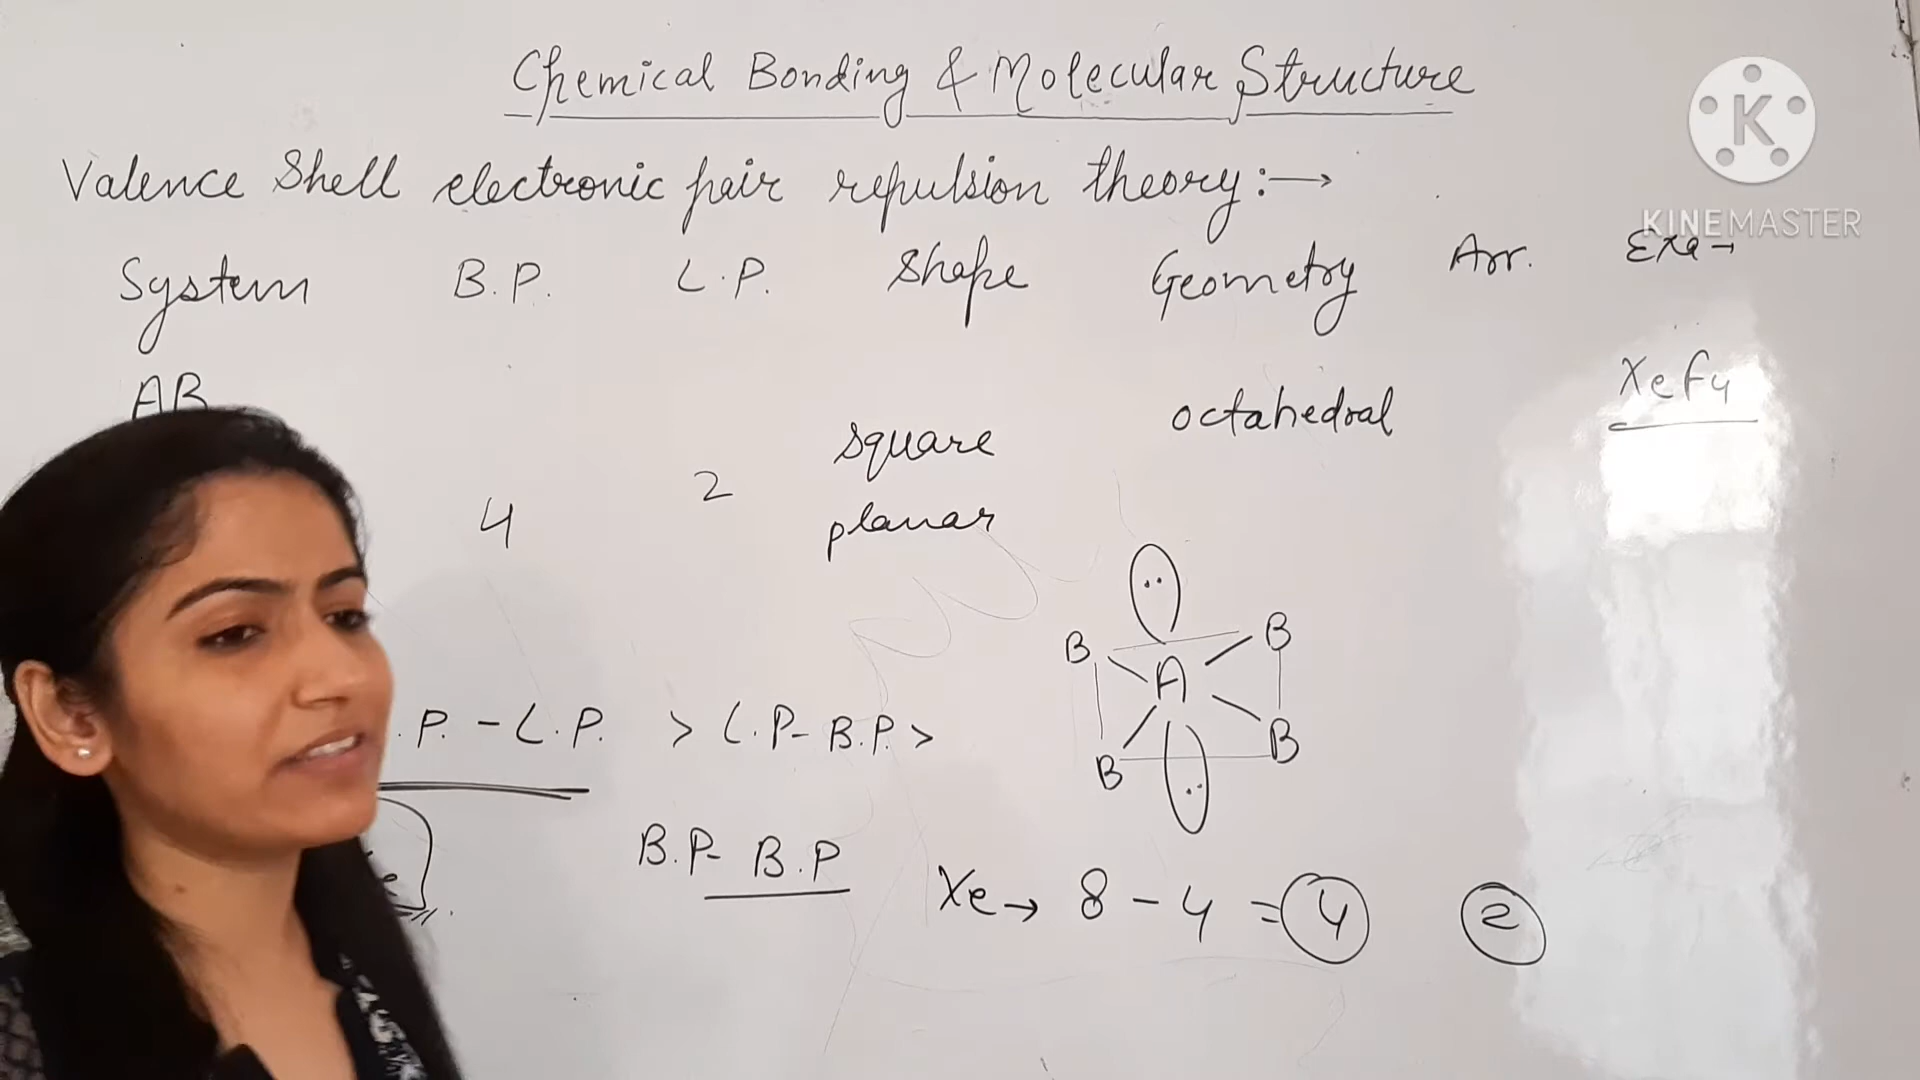 Chemical Bonding & Molecular Structure
K
KINEMASTER
Valence Shell electronic pair repulsion theory:→
System B.P. L.P. Shape Geometry Arr. Exa→
AB
4 2 square planar octahedral XeF4
B B
A
B B
.P. - L.P. > L.P- B.P. >
B.P- B.P
Xe → 8 - 4 = 4 2